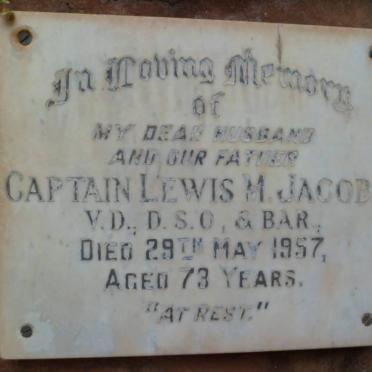 In Loving Memory
of
MY DEAR HUSBAND
AND OUR FATHER
CAPTAIN LEWIS M. JACOB
V.D., D.S.O., & BAR.,
DIED 29TH MAY 1957,
AGED 73 YEARS.
"AT REST."